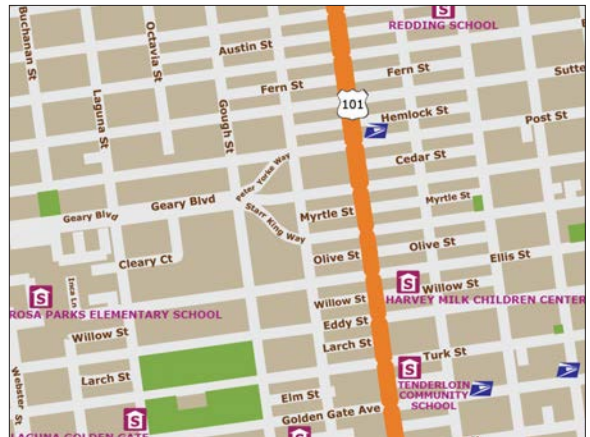 REDDING SCHOOL
Buchanan St
Octavia St
Austin St
Fern St
Fern St
Laguna St
Gough St
101
Hemlock St
Post St
Cedar St
Peter Yorke Way
Geary Blvd
Geary Blvd
Starr King Way
Myrtle St
Myrtle St
Olive St
Olive St
Ellis St
Cleary Ct
Inca Ln
S
S
S
Willow St
HARVEY MILK CHILDREN CENTER
Willow St
ROSA PARKS ELEMENTARY SCHOOL
Eddy St
Willow St
Larch St
Turk St
S
Larch St
Webster St
TENDERLOIN
COMMUNITY
SCHOOL
Elm St
Golden Gate Ave
S
S
LAGUNA GOLDEN GATE